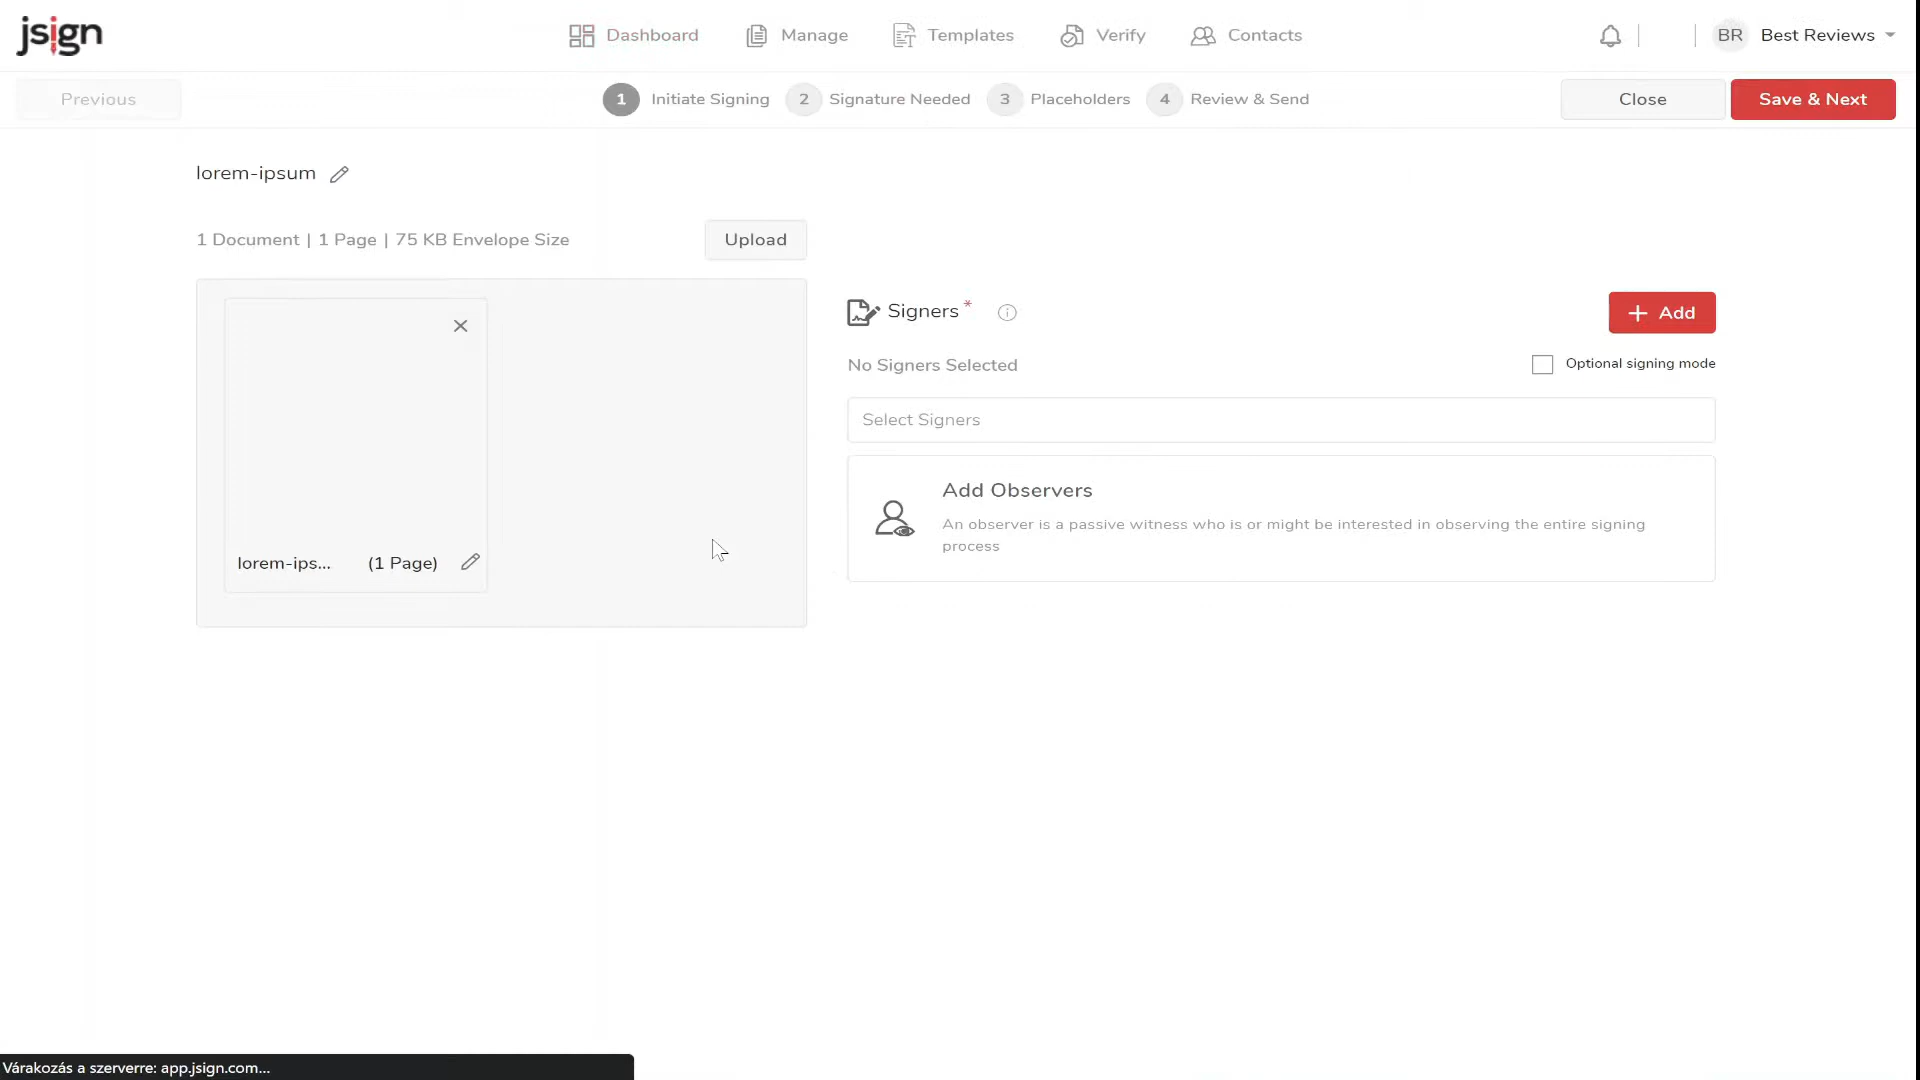 jsign
Dashboard
Manage
Templates
Verify
Contacts
BR Best Reviews
Previous
1 Initiate Signing
2 Signature Needed
3 Placeholders
4 Review & Send
Close
Save & Next
lorem-ipsum
1 Document | 1 Page | 75 KB Envelope Size
Upload
lorem-ips... (1 Page)
Signers *
+ Add
No Signers Selected
Optional signing mode
Select Signers
Add Observers
An observer is a passive witness who is or might be interested in observing the entire signing
process
Várakozás a szerverre: app.jsign.com...